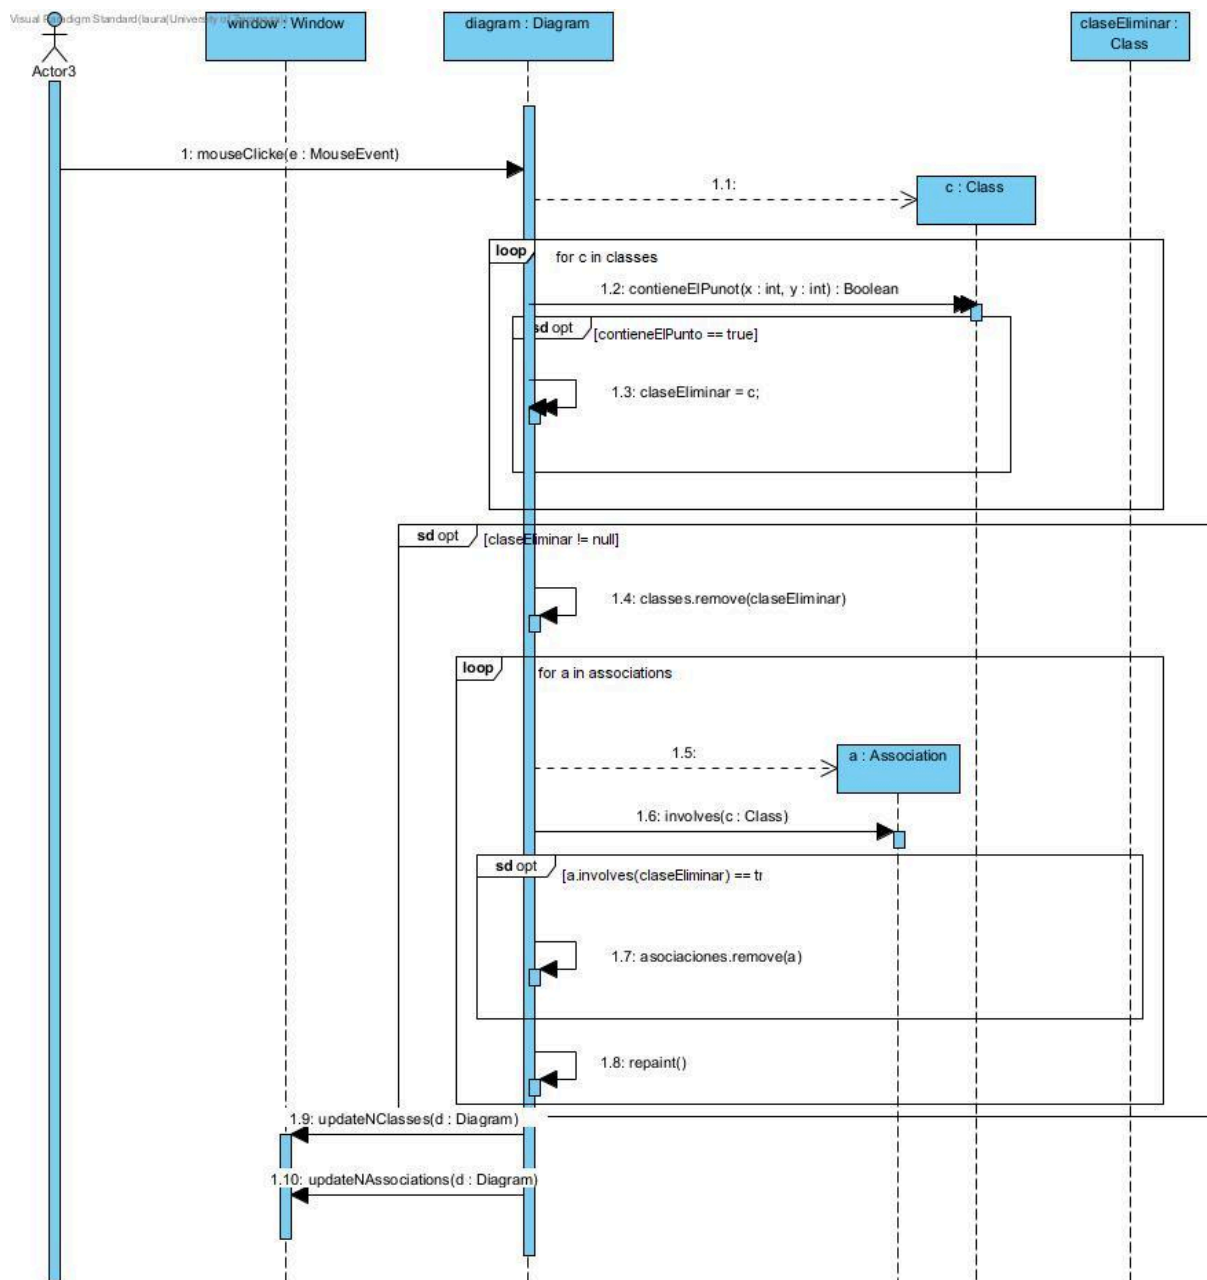 Visual Paradigm Standard(laura(University of
window : Window
diagram : Diagram
claseEliminar :
Class
Actor3
1: mouseClicke(e : MouseEvent)
1.1:
c : Class
loop
for c in classes
1.2: contieneElPunot(x : int, y : int) : Boolean
sd opt
[contieneElPunto == true]
1.3: claseEliminar = c;
sd opt
[claseEliminar != null]
1.4: classes.remove(claseEliminar)
loop
for a in associations
1.5:
a : Association
1.6: involves(c : Class)
sd opt
[a.involves(claseEliminar) == tr
1.7: asociaciones.remove(a)
1.8: repaint()
1.9: updateNClasses(d : Diagram)
1.10: updateNAssociations(d : Diagram)